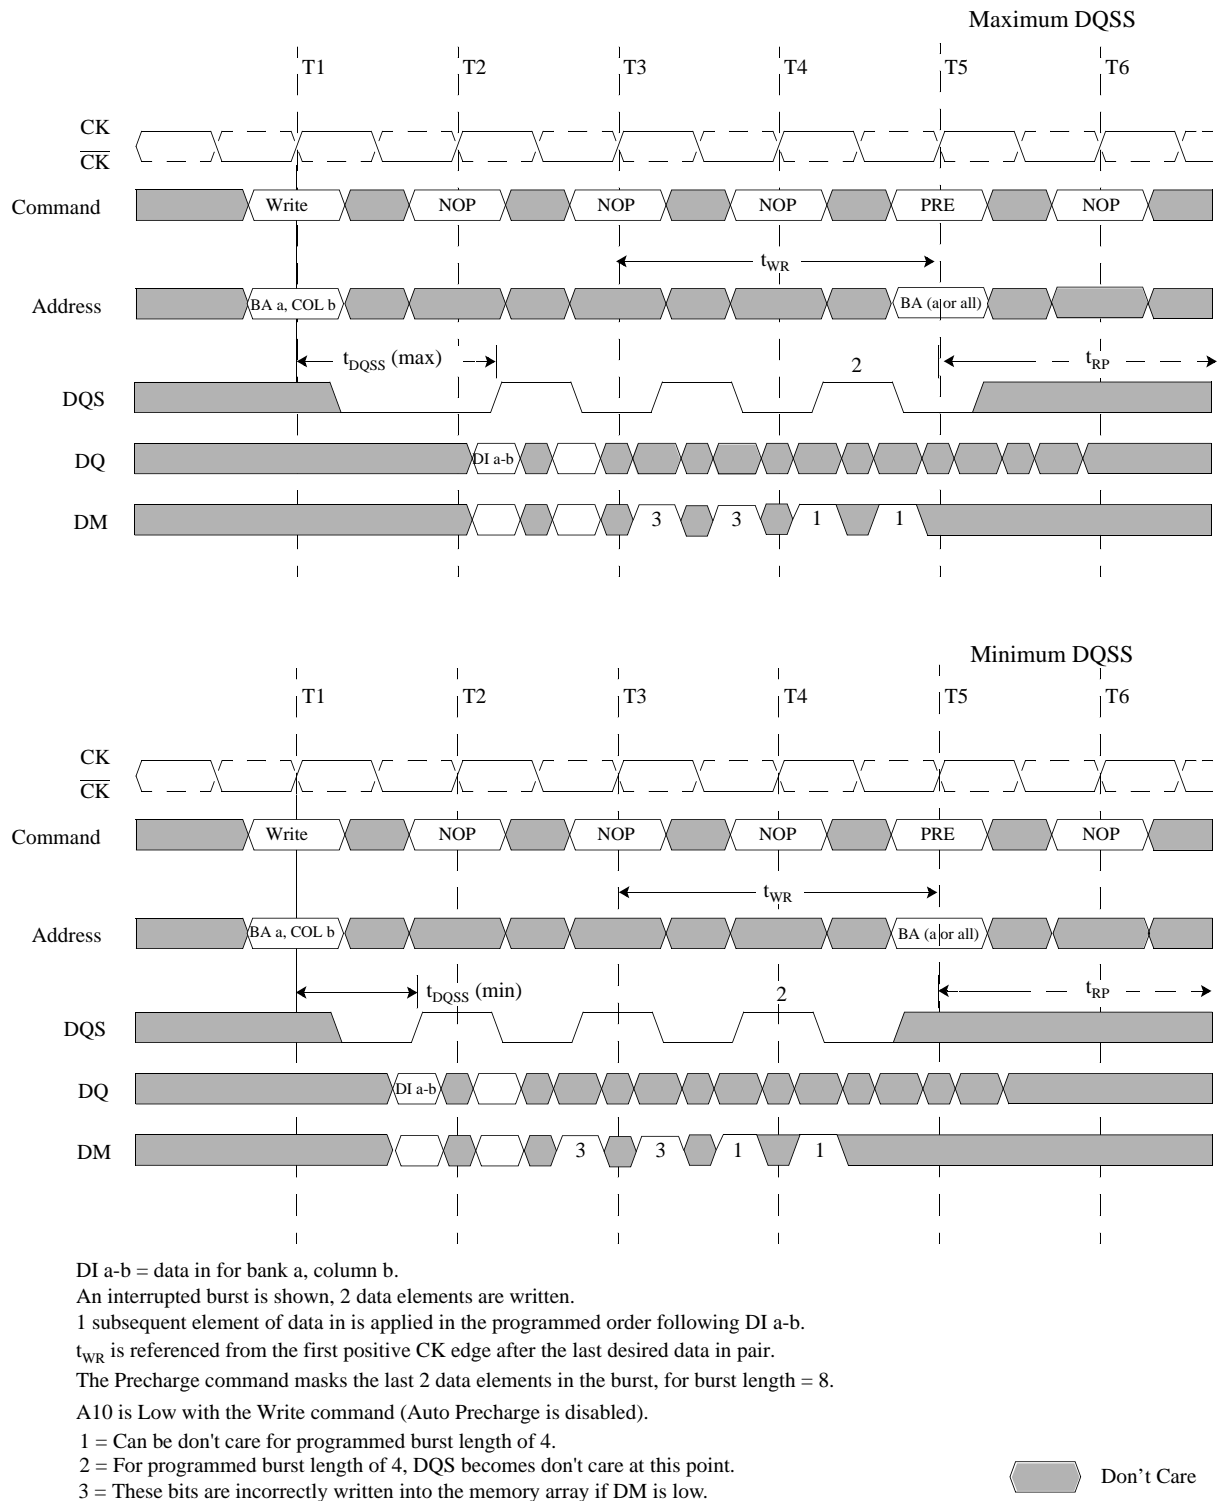 Maximum DQSS
T1 T2 T3 T4 T5 T6
CK
CK
Command Write NOP NOP NOP PRE NOP
tWR
Address BA a, COL b BA (a or all)
tDQSS (max) 2 tRP
DQS
DQ DI a-b
DM 3 3 1 1
Minimum DQSS
T1 T2 T3 T4 T5 T6
CK
CK
Command Write NOP NOP NOP PRE NOP
tWR
Address BA a, COL b BA (a or all)
tDQSS (min) 2 tRP
DQS
DQ DI a-b
DM 3 3 1 1
DI a-b = data in for bank a, column b.
An interrupted burst is shown, 2 data elements are written.
1 subsequent element of data in is applied in the programmed order following DI a-b.
tWR is referenced from the first positive CK edge after the last desired data in pair.
The Precharge command masks the last 2 data elements in the burst, for burst length = 8.
A10 is Low with the Write command (Auto Precharge is disabled).
1 = Can be don't care for programmed burst length of 4.
2 = For programmed burst length of 4, DQS becomes don't care at this point.
3 = These bits are incorrectly written into the memory array if DM is low.
Don't Care